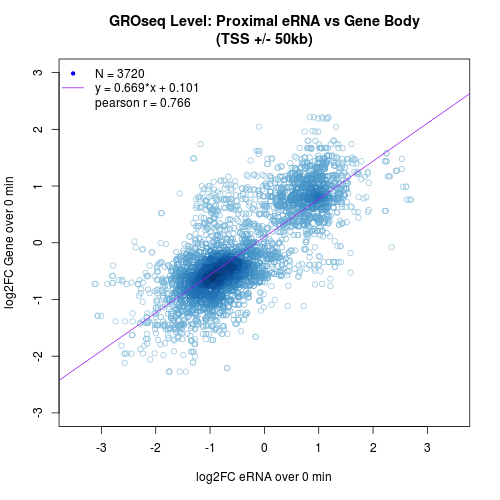 GROseq Level: Proximal eRNA vs Gene Body
(TSS +/- 50kb)
N = 3720
y = 0.669*x + 0.101
pearson r = 0.766
log2FC Gene over 0 min
3
2
1
0
-1
-2
-3
-3 -2 -1 0 1 2 3
log2FC eRNA over 0 min